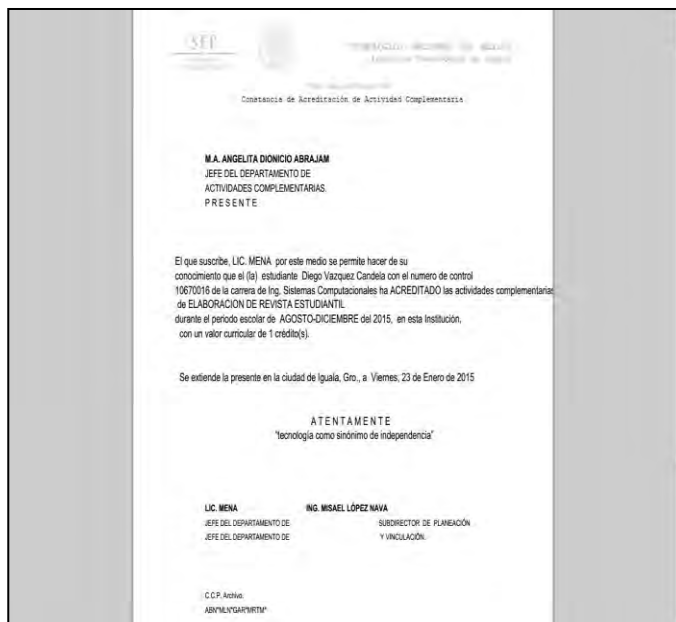 SEP
Constancia de Acreditación de Actividad Complementaria
M.A. ANGELITA DIONICIO ABRAJAM
JEFE DEL DEPARTAMENTO DE
ACTIVIDADES COMPLEMENTARIAS.
P R E S E N T E
El que suscribe, LIC. MENA por este medio se permite hacer de su
conocimiento que el (la) estudiante Diego Vazquez Candela con el numero de control
10670016 de la carrera de Ing. Sistemas Computacionales ha ACREDITADO las actividades complementarias
de ELABORACION DE REVISTA ESTUDIANTIL
durante el periodo escolar de AGOSTO-DICIEMBRE del 2015, en esta Institución,
con un valor curricular de 1 crédito(s).
Se extiende la presente en la ciudad de Iguala, Gro., a Viernes, 23 de Enero de 2015
A T E N T A M E N T E
"tecnología como sinónimo de independencia"
LIC. MENA ING. MISAEL LÓPEZ NAVA
JEFE DEL DEPARTAMENTO DE SUBDIRECTOR DE PLANEACIÓN
JEFE DEL DEPARTAMENTO DE Y VINCULACIÓN.
C.C.P. Archivo.
ABN*MLN*GAR*MRTM*